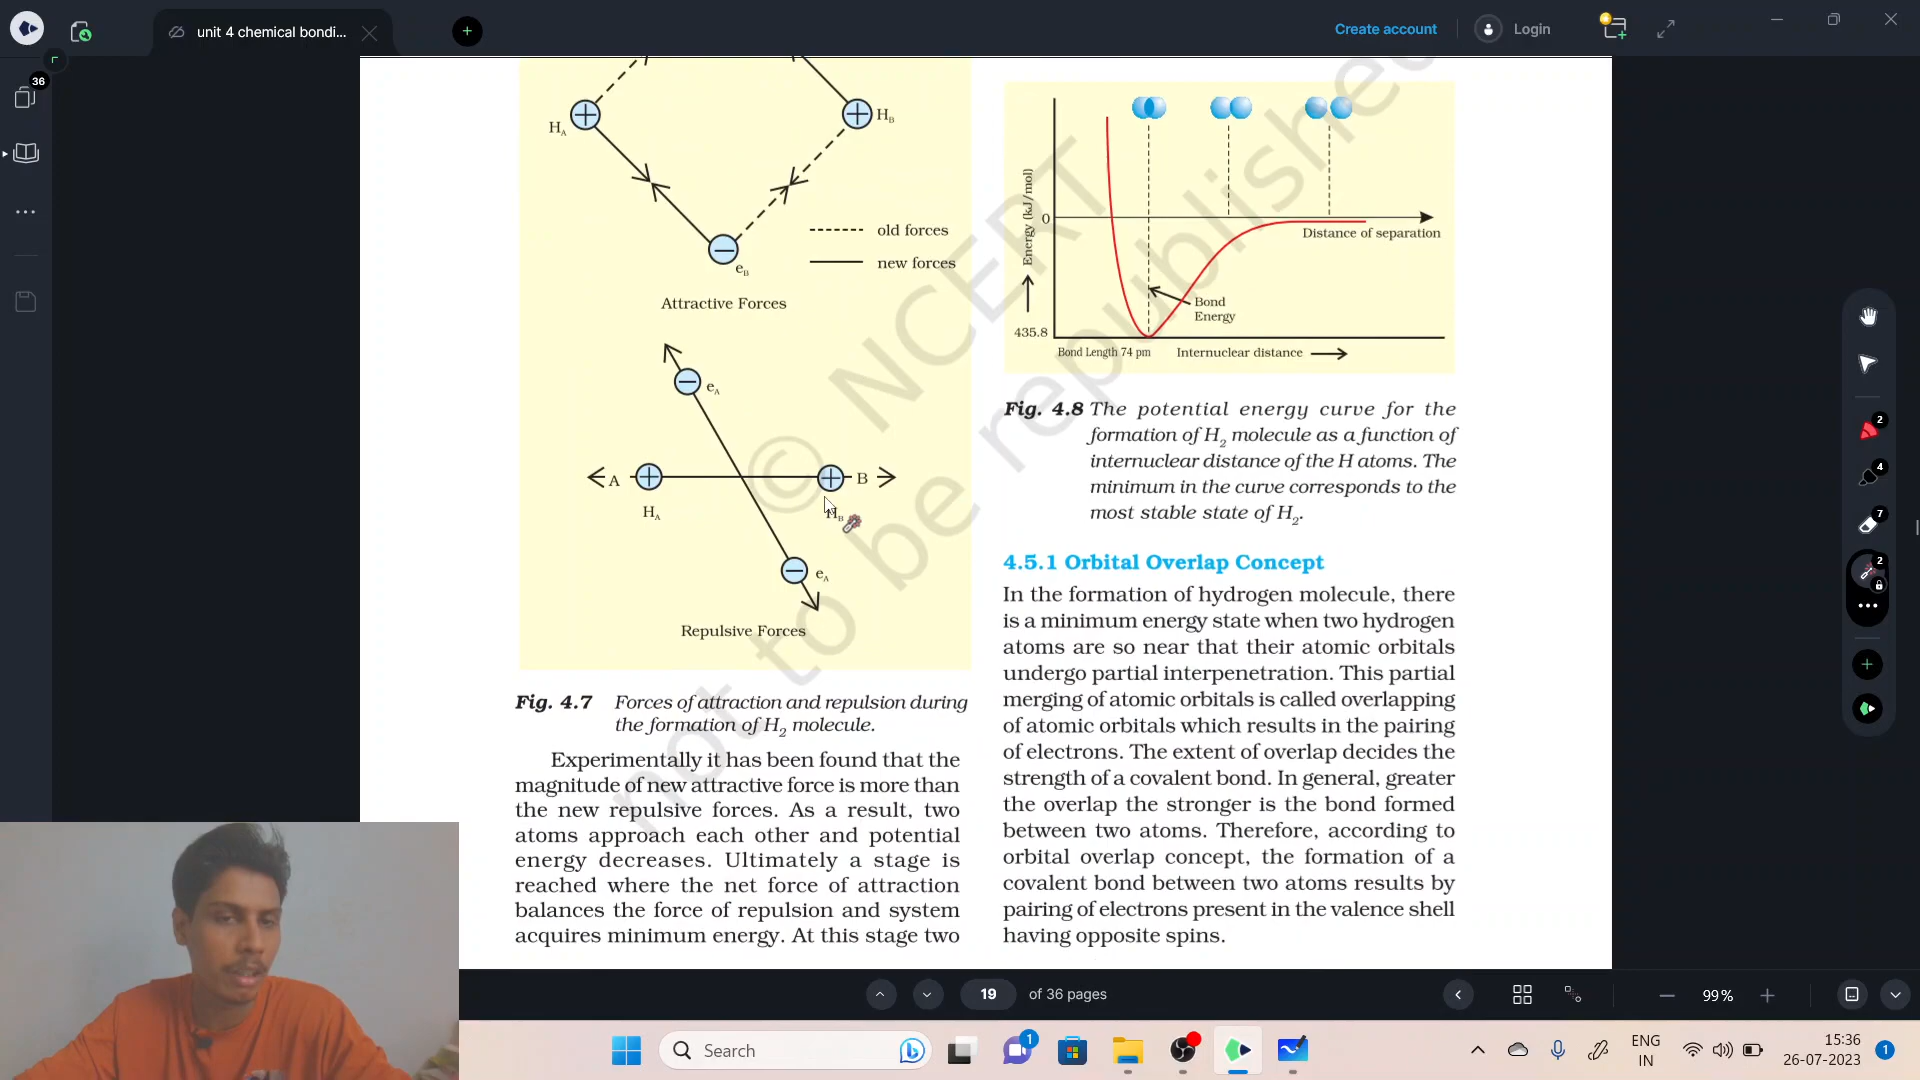 unit 4 chemical bondi...
Create account
Login
36
H_A
H_B
e_B
old forces
new forces
Attractive Forces
e_A
A
B
H_A
H_B
e_A
Repulsive Forces
Fig. 4.7 Forces of attraction and repulsion during
the formation of H₂ molecule.
Experimentally it has been found that the
magnitude of new attractive force is more than
the new repulsive forces. As a result, two
atoms approach each other and potential
energy decreases. Ultimately a stage is
reached where the net force of attraction
balances the force of repulsion and system
acquires minimum energy. At this stage two
Energy (kJ/mol)
0
Distance of separation
Bond
Energy
435.8
Bond Length 74 pm Internuclear distance
Fig. 4.8 The potential energy curve for the
formation of H₂ molecule as a function of
internuclear distance of the H atoms. The
minimum in the curve corresponds to the
most stable state of H₂.
4.5.1 Orbital Overlap Concept
In the formation of hydrogen molecule, there
is a minimum energy state when two hydrogen
atoms are so near that their atomic orbitals
undergo partial interpenetration. This partial
merging of atomic orbitals is called overlapping
of atomic orbitals which results in the pairing
of electrons. The extent of overlap decides the
strength of a covalent bond. In general, greater
the overlap the stronger is the bond formed
between two atoms. Therefore, according to
orbital overlap concept, the formation of a
covalent bond between two atoms results by
pairing of electrons present in the valence shell
having opposite spins.
© NCERT
not to be republished
2
4
7
2
19 of 36 pages
99%
Search
1
ENG
IN
15:36
26-07-2023
1